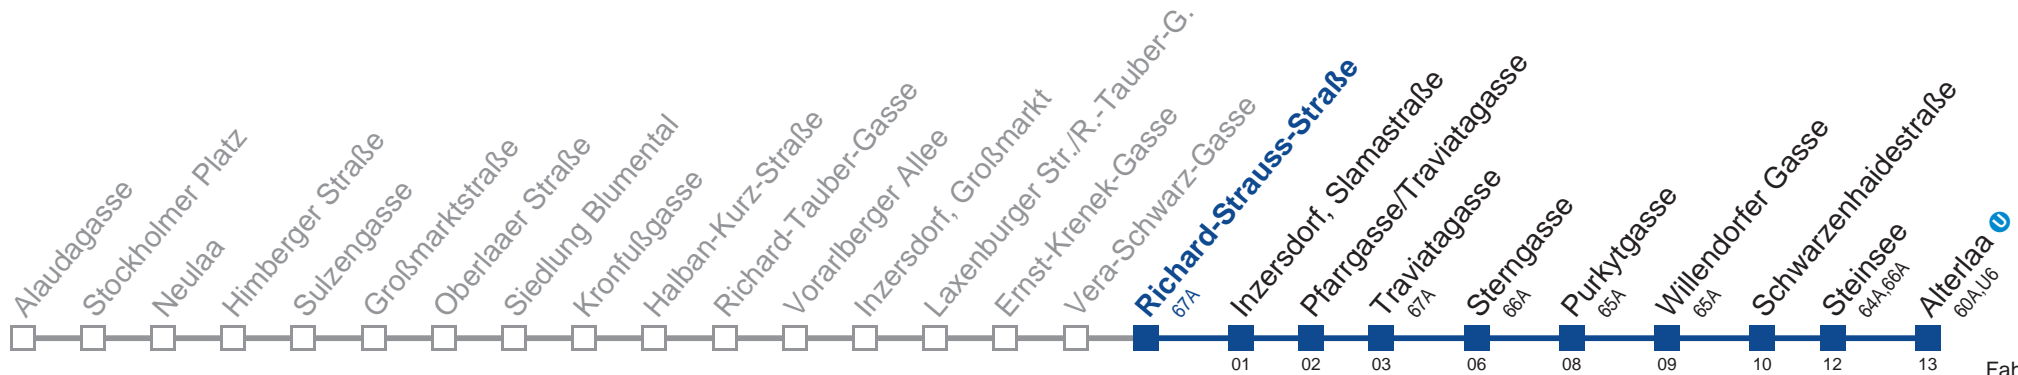 Alaudagasse
Stockholmer Platz
Neulaa
Himberger Straße
Sulzengasse
Großmarktstraße
Oberlaaer Straße
Siedlung Blumental
Kronfußgasse
Halban-Kurz-Straße
Richard-Tauber-Gasse
Vorarlberger Allee
Inzersdorf, Großmarkt
Laxenburger Str./R.-Tauber-G.
Ernst-Krenek-Gasse
Vera-Schwarz-Gasse
Richard-Strauss-Straße
67A
Inzersdorf, Slamastraße
Pfarrgasse/Traviatagasse
Traviatagasse
67A
Sterngasse
66A
Purkytgasse
65A
Willendorfer Gasse
65A
Schwarzenhaidestraße
Steinsee
64A,66A
Alterlaa U
60A,U6
01 02 03 06 08 09 10 12 13
Fah